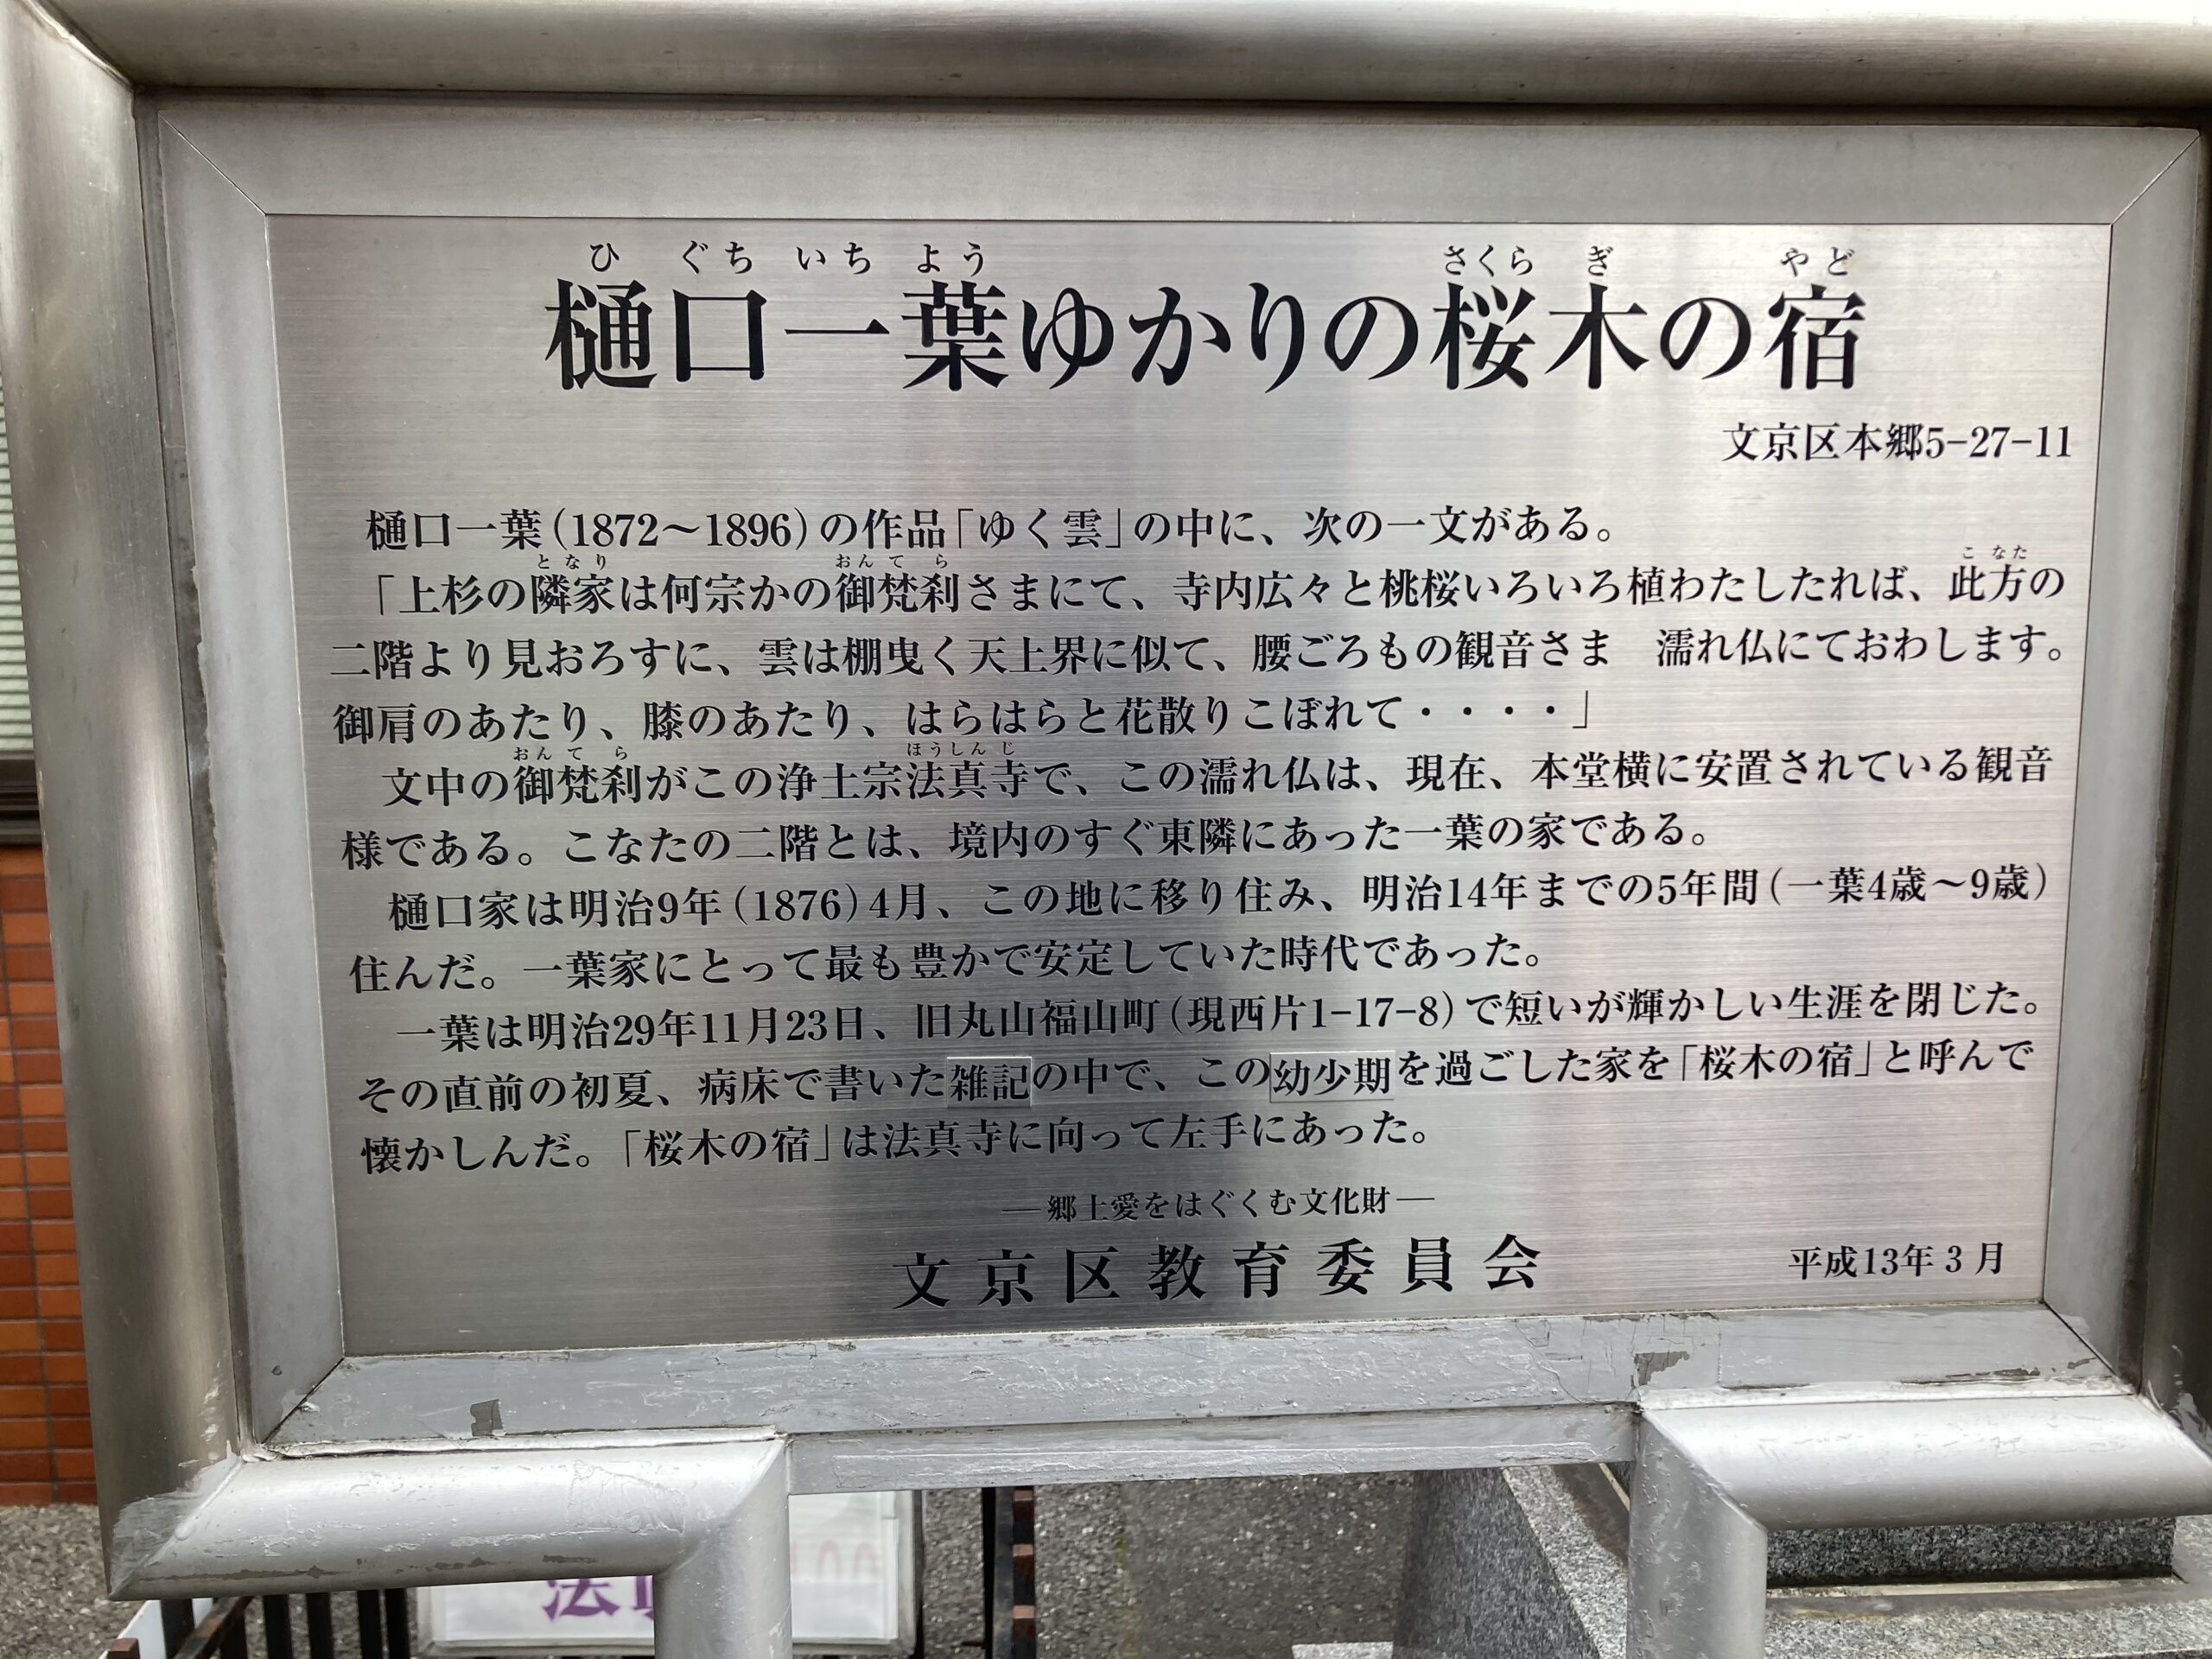 ひぐちいちよう さくらぎ やど
樋口一葉ゆかりの桜木の宿
文京区本郷5-27-11
樋口一葉(1872〜1896)の作品「ゆく雲」の中に、次の一文がある。
となり おんてら こなた
「上杉の隣家は何宗かの御梵刹さまにて、寺内広々と桃桜いろいろ植わたしたれば、此方の
二階より見おろすに、雲は棚曳く天上界に似て、腰ごろもの観音さま　濡れ仏にておわします。
御肩のあたり、膝のあたり、はらはらと花散りこぼれて・・・・」
おんてら ほうしんじ
文中の御梵刹がこの浄土宗法真寺で、この濡れ仏は、現在、本堂横に安置されている観音
様である。こなたの二階とは、境内のすぐ東隣にあった一葉の家である。
樋口家は明治9年(1876)4月、この地に移り住み、明治14年までの5年間(一葉4歳〜9歳)
住んだ。一葉家にとって最も豊かで安定していた時代であった。
一葉は明治29年11月23日、旧丸山福山町(現西片1-17-8)で短いが輝かしい生涯を閉じた。
その直前の初夏、病床で書いた雑記の中で、この幼少期を過ごした家を「桜木の宿」と呼んで
懐かしんだ。「桜木の宿」は法真寺に向って左手にあった。
―郷土愛をはぐくむ文化財―
文京区教育委員会
平成13年3月
法